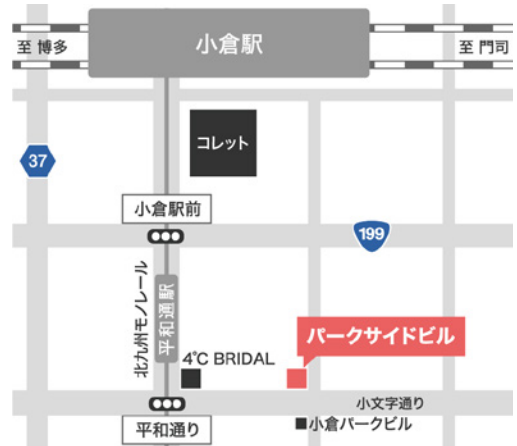 小倉駅
至 博多
至 門司
コレット
37
小倉駅前
199
北九州モノレール
平和通駅
パークサイドビル
4℃ BRIDAL
小文字通り
平和通り
■小倉パークビル